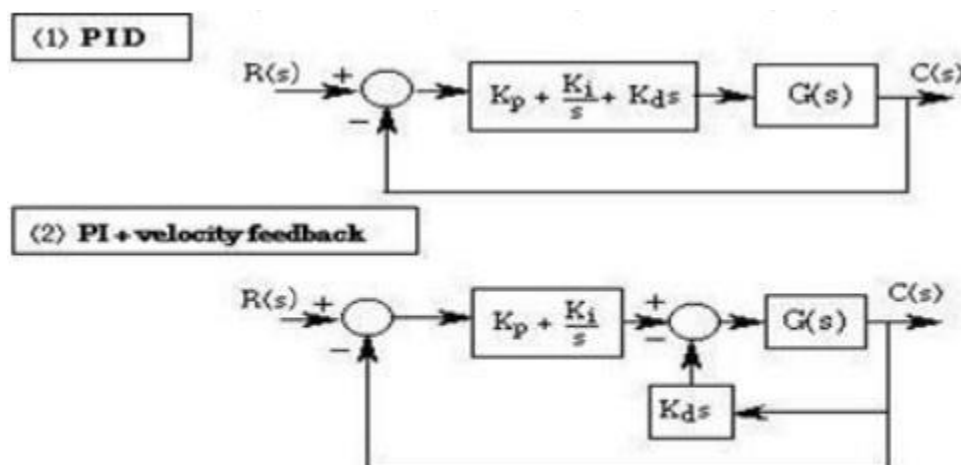 (1) PID
R(s) + Kp + Ki/s + Kds G(s) C(s)
−
(2) PI + velocity feedback
R(s) + Kp + Ki/s + G(s) C(s)
− −
Kds